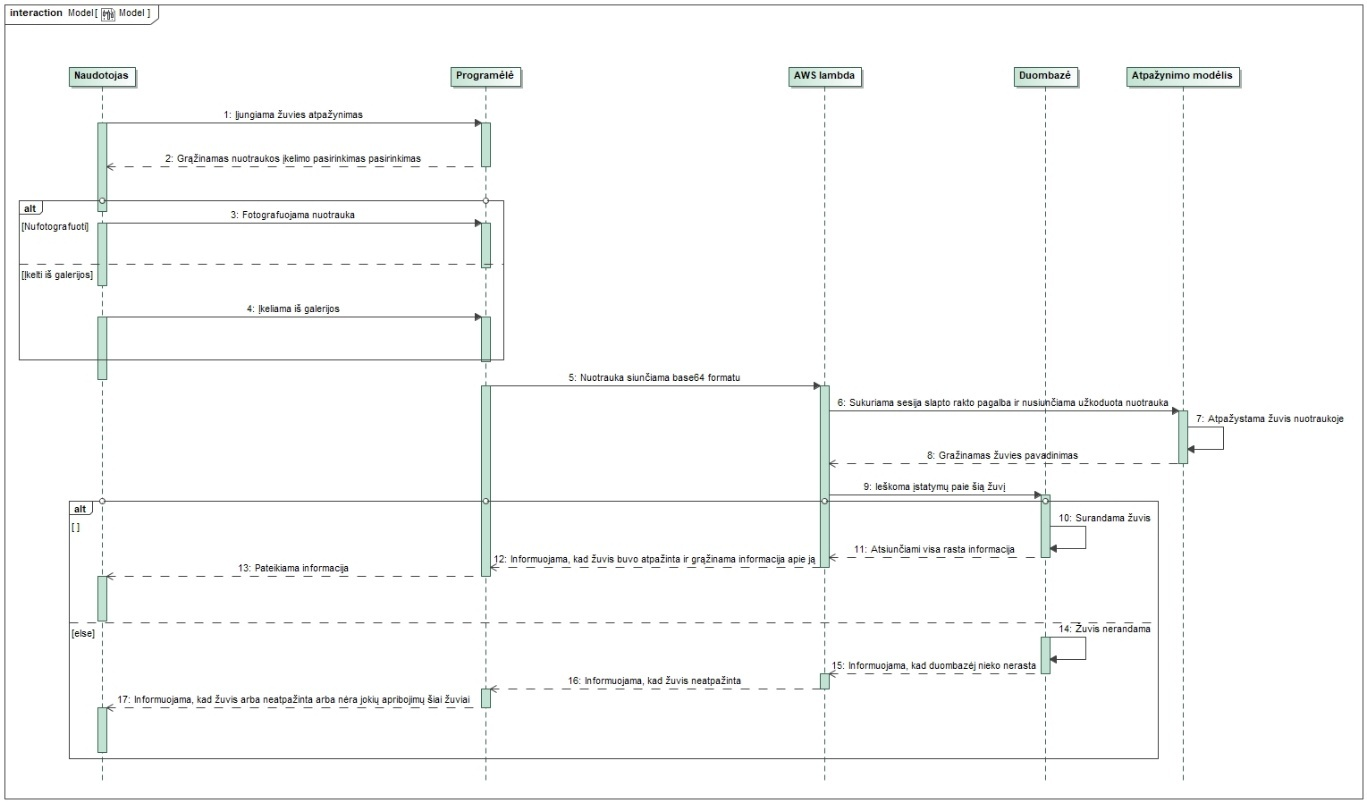 interaction Model[ Model ]
Naudotojas
Programėlė
AWS lambda
Duombazė
Atpažynimo modėlis
1: Įjungiama žuvies atpažynimas
2: Grąžinamas nuotraukos įkelimo pasirinkimas pasirinkimas
alt
[Nufotografuoti]
3: Fotografuojama nuotrauka
[Įkelti iš galerijos]
4: Įkeliama iš galerijos
5: Nuotrauka siunčiama base64 formatu
6: Sukuriama sesija slapto rakto pagalba ir nusiunčiama užkoduota nuotrauka
7: Atpažystama žuvis nuotraukoje
8: Gražinamas žuvies pavadinimas
9: Ieškoma įstatymų paie šią žuvį
alt
[ ]
10: Surandama žuvis
11: Atsiunčiami visa rasta informacija
12: Informuojama, kad žuvis buvo atpažinta ir grąžinama informacija apie ją
13: Pateikiama informacija
[else]
14: Žuvis nerandama
15: Informuojama, kad duombazėj nieko nerasta
16: Informuojama, kad žuvis neatpažinta
17: Informuojama, kad žuvis arba neatpažinta arba nėra jokių apribojimų šiai žuviai